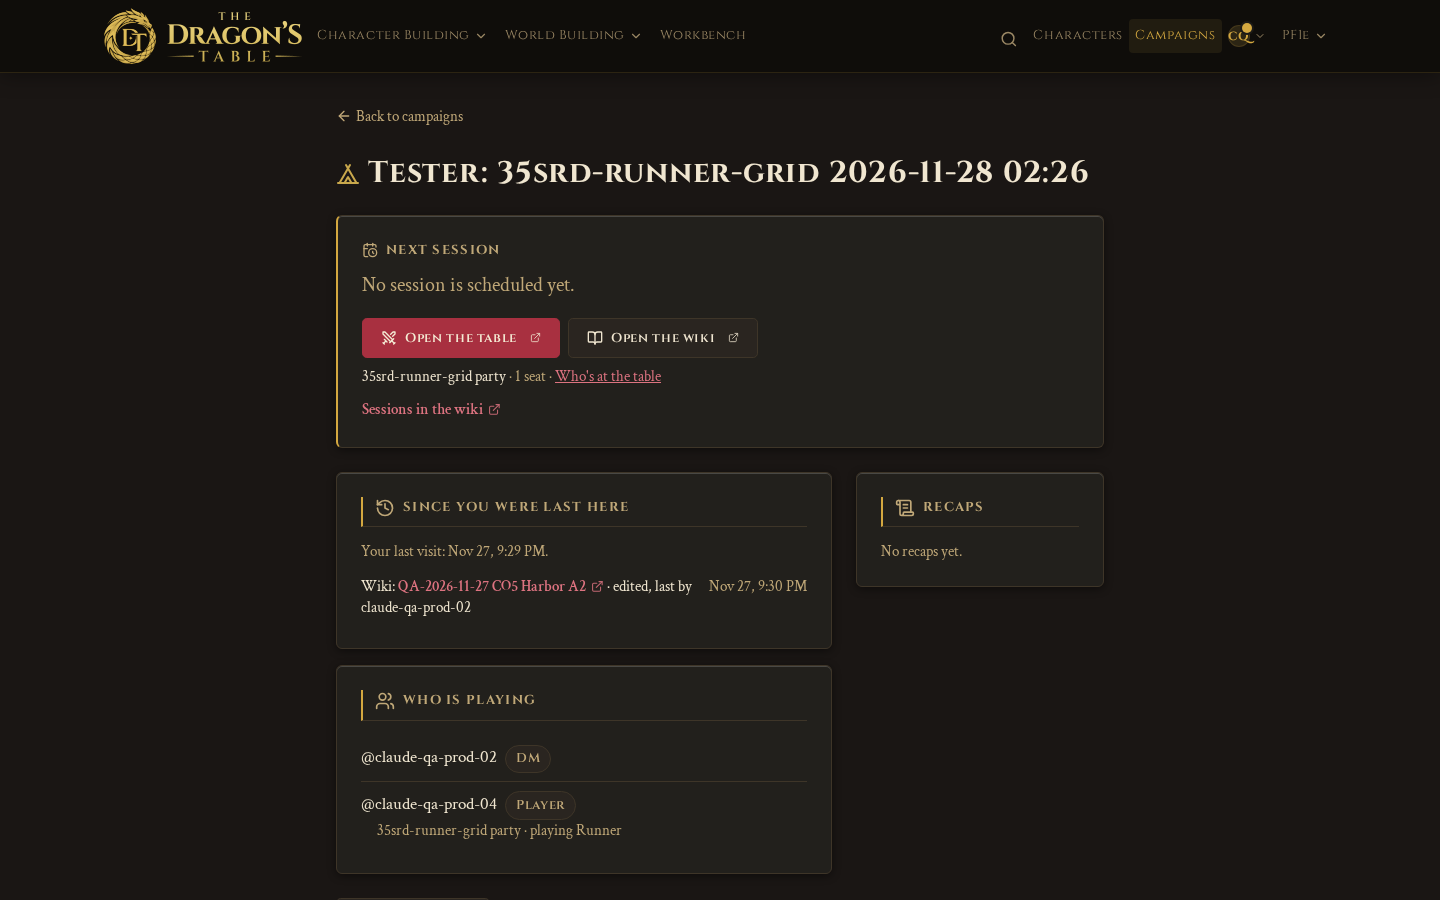 THE
DRAGON'S
TABLE
DT
Character Building
World Building
Workbench
Characters
Campaigns
CQ
PF1e
Back to campaigns
Tester: 35srd-runner-grid 2026-11-28 02:26
Next session
No session is scheduled yet.
Open the table
Open the wiki
35srd-runner-grid party · 1 seat · Who's at the table
Sessions in the wiki
Since you were last here
Your last visit: Nov 27, 9:29 PM.
Wiki: QA-2026-11-27 CO5 Harbor A2 · edited, last by Nov 27, 9:30 PM
claude-qa-prod-02
Recaps
No recaps yet.
Who is playing
@claude-qa-prod-02 DM
@claude-qa-prod-04 Player
35srd-runner-grid party · playing Runner